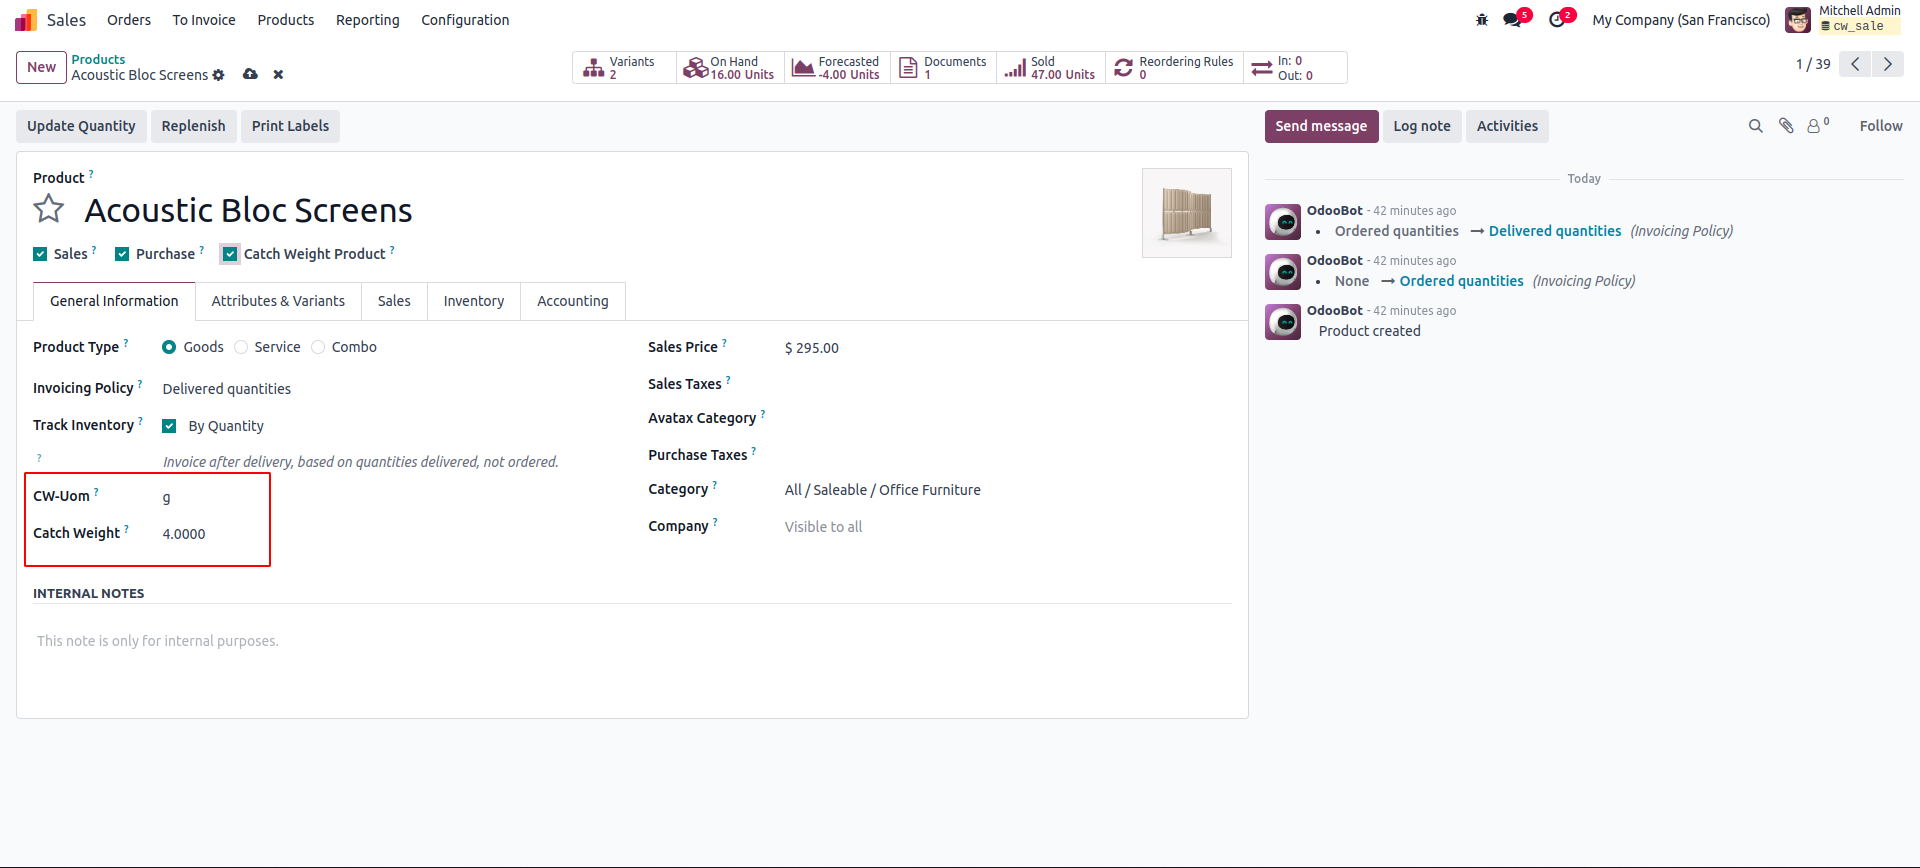 Sales Orders To Invoice Products Reporting Configuration 5 2 My Company (San Francisco) Mitchell Admin
cw_sale
New Products
Acoustic Bloc Screens
Variants
2
On Hand
16.00 Units
Forecasted
-4.00 Units
Documents
1
Sold
47.00 Units
Reordering Rules
0
In: 0
Out: 0
1 / 39
Update Quantity Replenish Print Labels
Send message Log note Activities 0 Follow
Product ?
Acoustic Bloc Screens
Sales ? Purchase ? Catch Weight Product ?
General Information Attributes & Variants Sales Inventory Accounting
Product Type ? Goods Service Combo
Invoicing Policy ? Delivered quantities
Track Inventory ? By Quantity
? Invoice after delivery, based on quantities delivered, not ordered.
CW-Uom ? g
Catch Weight ? 4.0000
Sales Price ? $ 295.00
Sales Taxes ?
Avatax Category ?
Purchase Taxes ?
Category ? All / Saleable / Office Furniture
Company ? Visible to all
INTERNAL NOTES
This note is only for internal purposes.
Today
OdooBot - 42 minutes ago
• Ordered quantities → Delivered quantities (Invoicing Policy)
OdooBot - 42 minutes ago
• None → Ordered quantities (Invoicing Policy)
OdooBot - 42 minutes ago
Product created